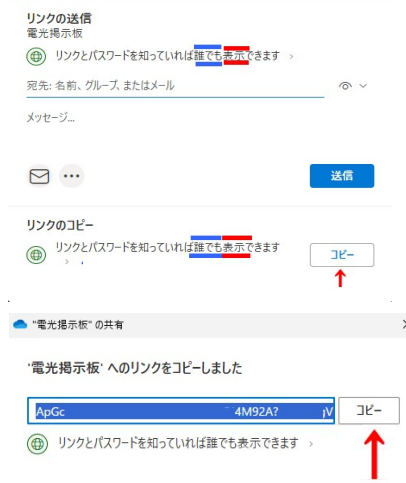 リンクの送信
電光掲示板
リンクとパスワードを知っていれば誰でも表示できます
宛先: 名前、グループ、またはメール
メッセージ...
送信
リンクのコピー
リンクとパスワードを知っていれば誰でも表示できます
コピー
"電光掲示板" の共有
'電光掲示板' へのリンクをコピーしました
ApGc 4M92A? V コピー
リンクとパスワードを知っていれば誰でも表示できます